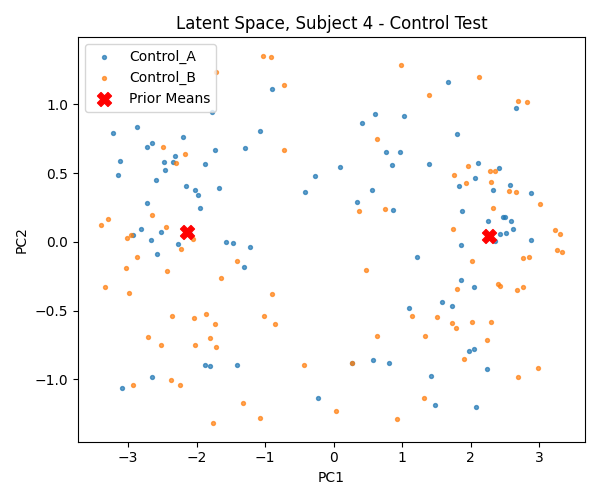 Latent Space, Subject 4 - Control Test
Control_A
Control_B
Prior Means
PC2
1.0
0.5
0.0
−0.5
−1.0
−3 −2 −1 0 1 2 3
PC1